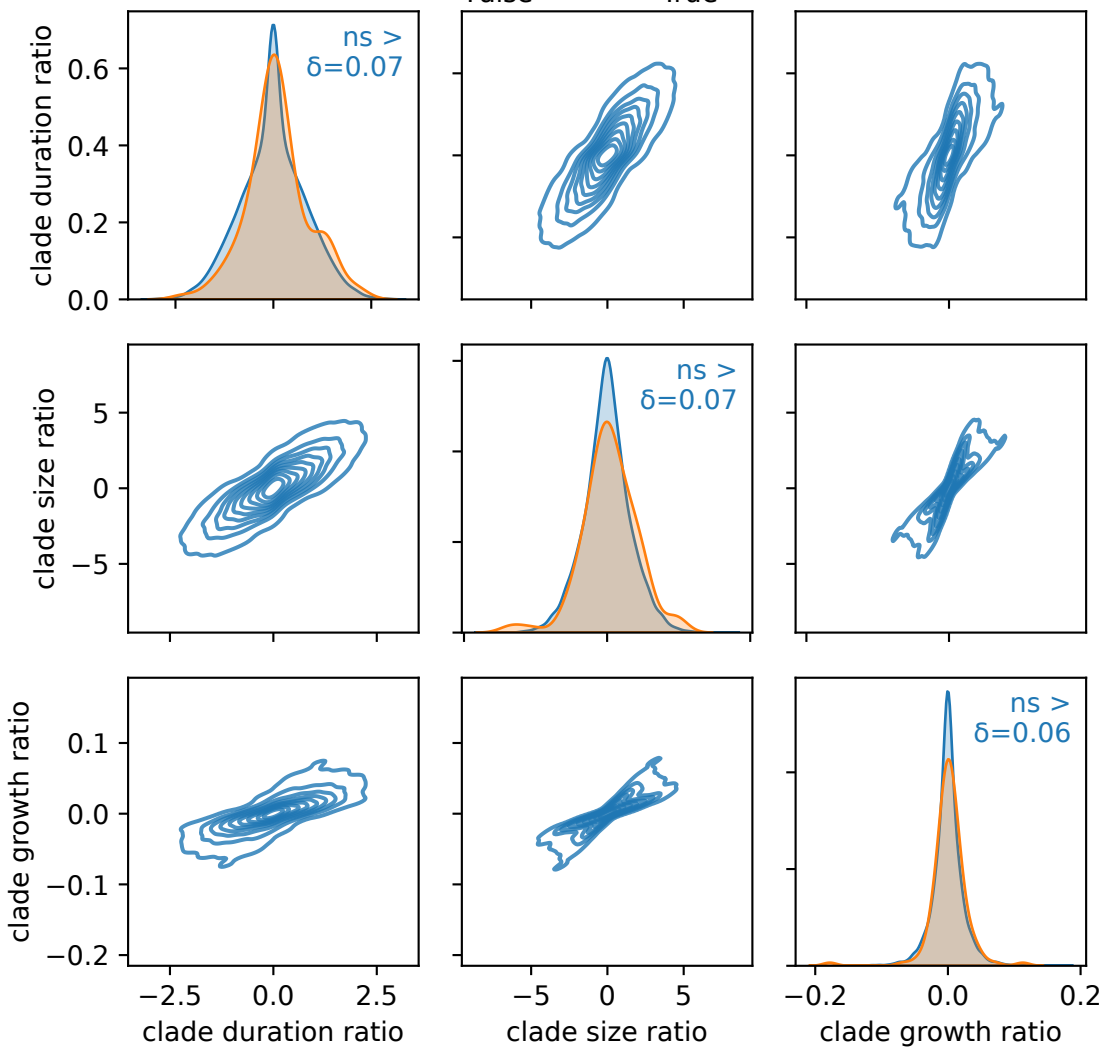 True
clade duration ratio
0.6
0.4
0.2
0.0
ns >
δ=0.07
clade size ratio
5
0
−5
ns >
δ=0.07
clade growth ratio
0.1
0.0
−0.1
−0.2
ns >
δ=0.06
−2.5 0.0 2.5
−5 0 5
−0.2 0.0 0.2
clade duration ratio
clade size ratio
clade growth ratio